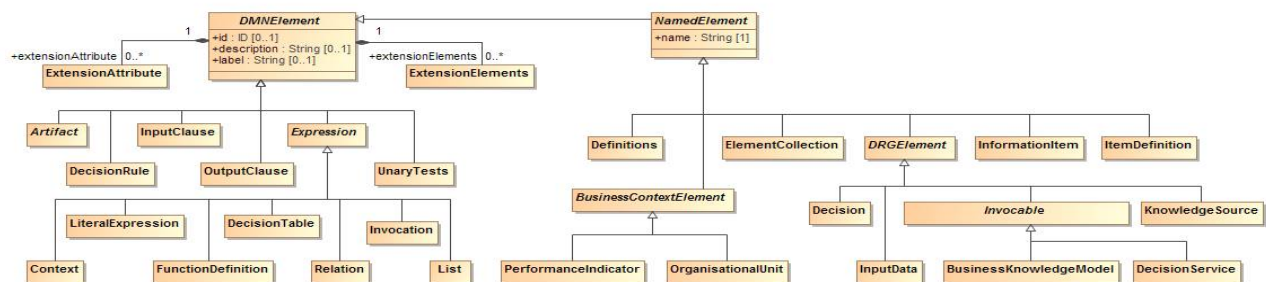 DMNElement
+id : ID [0..1]
+description : String [0..1]
+label : String [0..1]
NamedElement
+name : String [1]
1
1
+extensionAttribute 0..*
+extensionElements 0..*
ExtensionAttribute
ExtensionElements
Artifact
InputClause
Expression
DecisionRule
OutputClause
UnaryTests
Definitions
ElementCollection
DRGElement
InformationItem
ItemDefinition
LiteralExpression
DecisionTable
Invocation
BusinessContextElement
Decision
Invocable
KnowledgeSource
Context
FunctionDefinition
Relation
List
PerformanceIndicator
OrganisationalUnit
InputData
BusinessKnowledgeModel
DecisionService